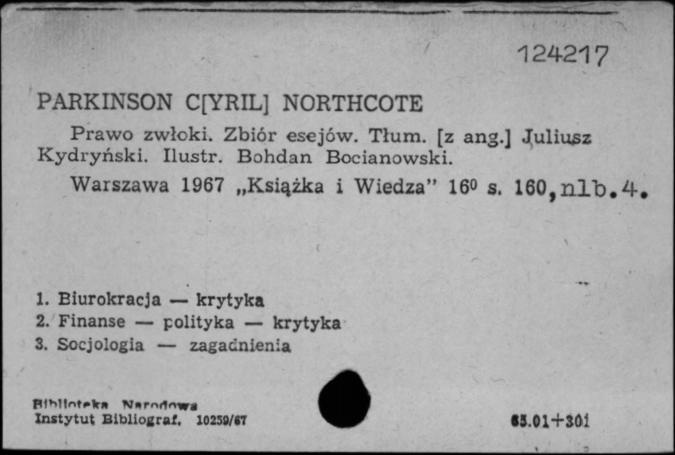 124217
PARKINSON C[YRIL] NORTHCOTE
Prawo zwłoki. Zbiór esejów. Tłum. [z ang.] Juliusz
Kydryński. Ilustr. Bohdan Bocianowski.
Warszawa 1967 „Książka i Wiedza” 16⁰ s. 160, nlb. 4.
1. Biurokracja — krytyka
2. Finanse — polityka — krytyka
3. Socjologia — zagadnienia
Biblioteka Narodowa
Instytut Bibliograf. 10259/67
65.01+301